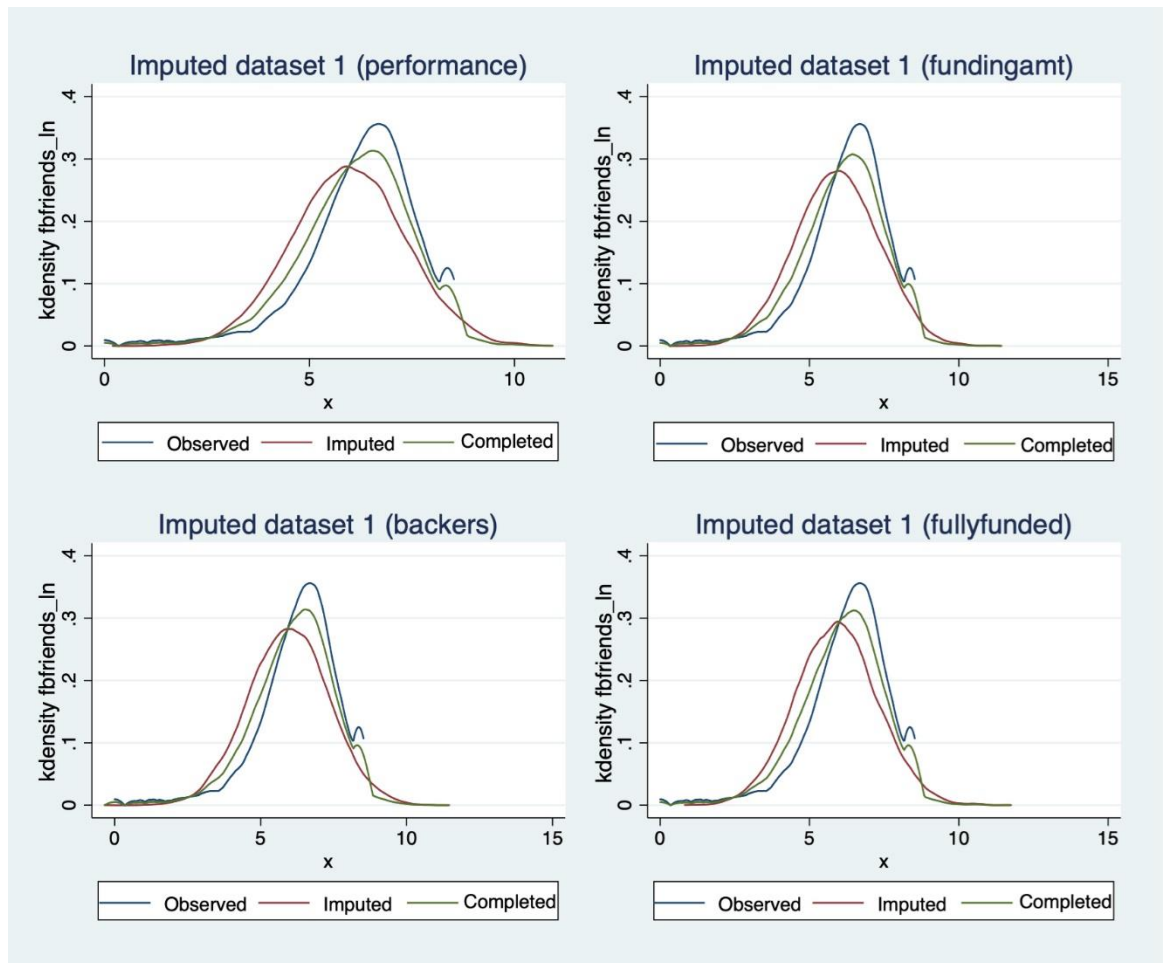 Imputed dataset 1 (performance)
kdensity fbfriends_ln
.4
.3
.2
.1
0
0 5 10
x
Observed Imputed Completed
Imputed dataset 1 (fundingamt)
kdensity fbfriends_ln
.4
.3
.2
.1
0
0 5 10 15
x
Observed Imputed Completed
Imputed dataset 1 (backers)
kdensity fbfriends_ln
.4
.3
.2
.1
0
0 5 10 15
x
Observed Imputed Completed
Imputed dataset 1 (fullyfunded)
kdensity fbfriends_ln
.4
.3
.2
.1
0
0 5 10 15
x
Observed Imputed Completed